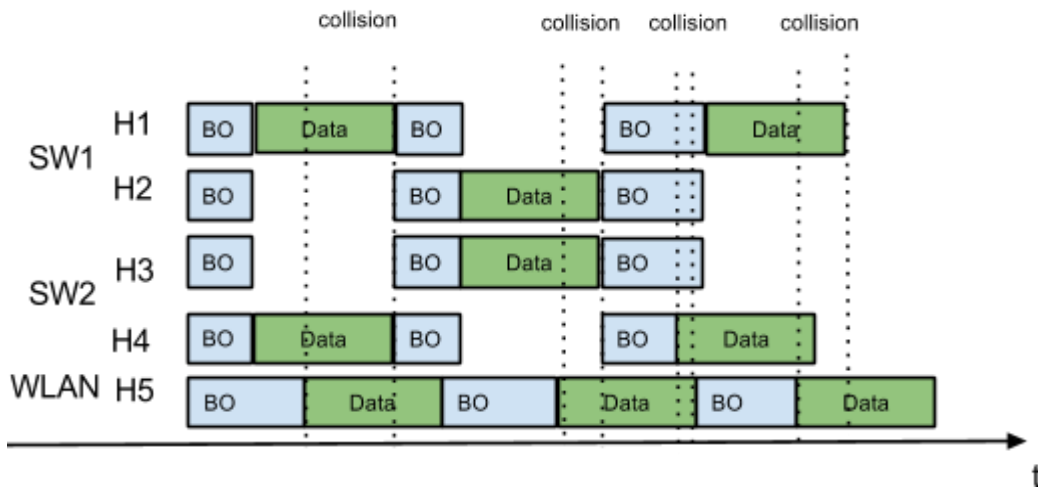 collision
collision collision collision
H1 BO Data BO BO Data
SW1
H2 BO BO Data BO
H3 BO BO Data BO
SW2
H4 BO Data BO BO Data
WLAN H5 BO Data BO Data BO Data
t